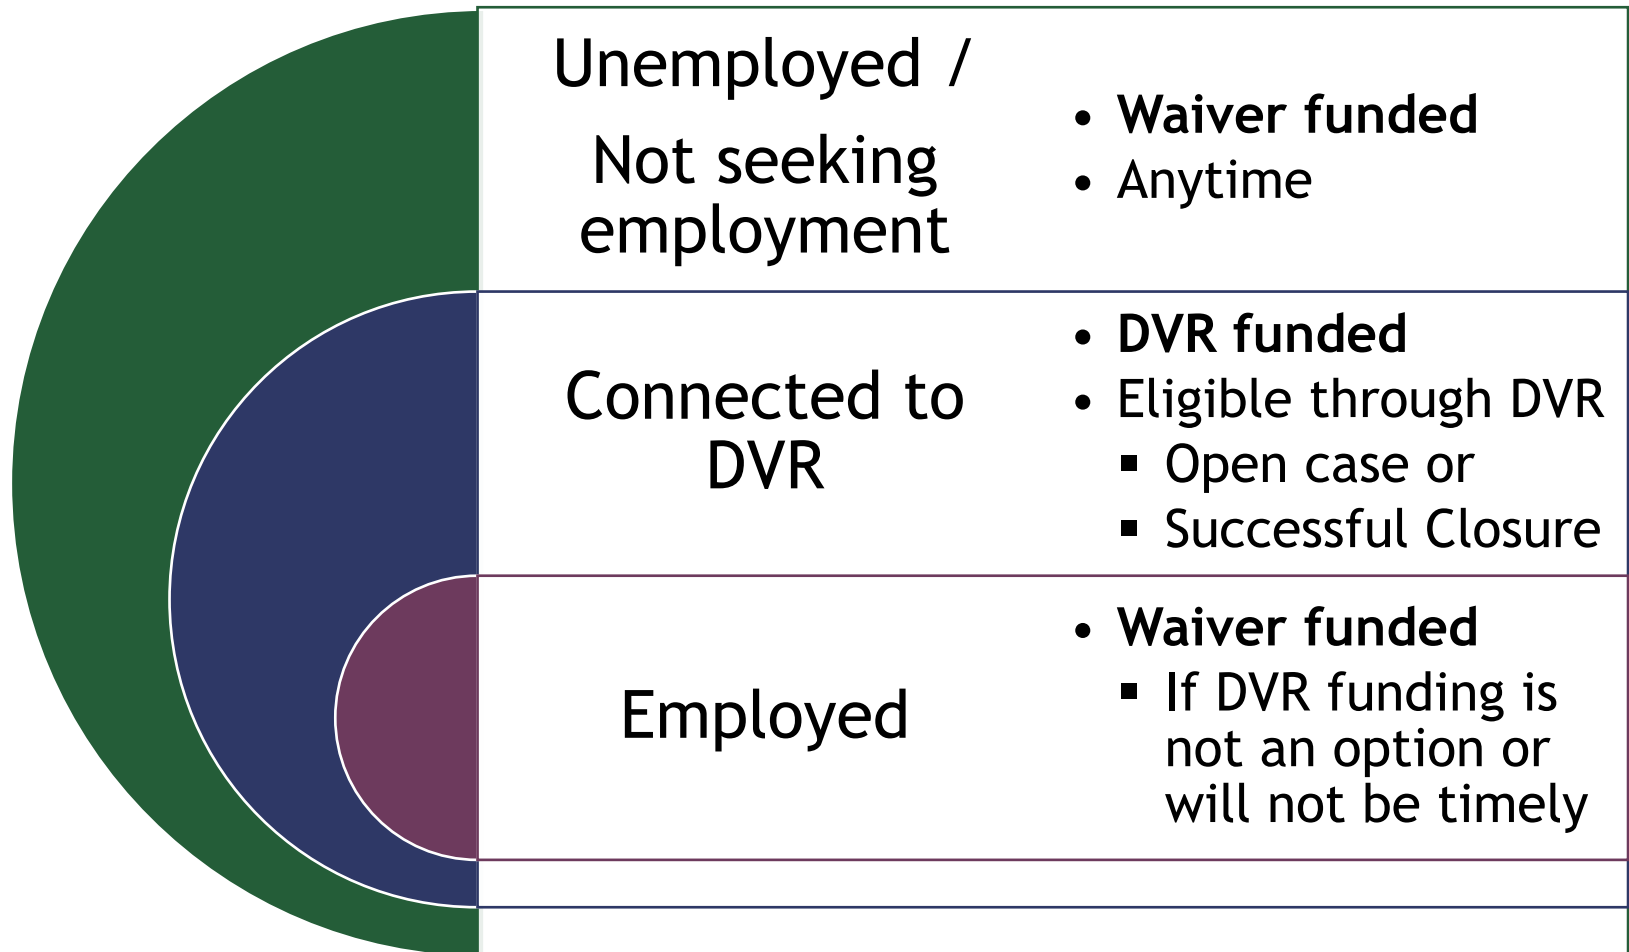 Unemployed /
Not seeking
employment
• Waiver funded
• Anytime
Connected to
DVR
• DVR funded
• Eligible through DVR
▪ Open case or
▪ Successful Closure
Employed
• Waiver funded
▪ If DVR funding is
not an option or
will not be timely